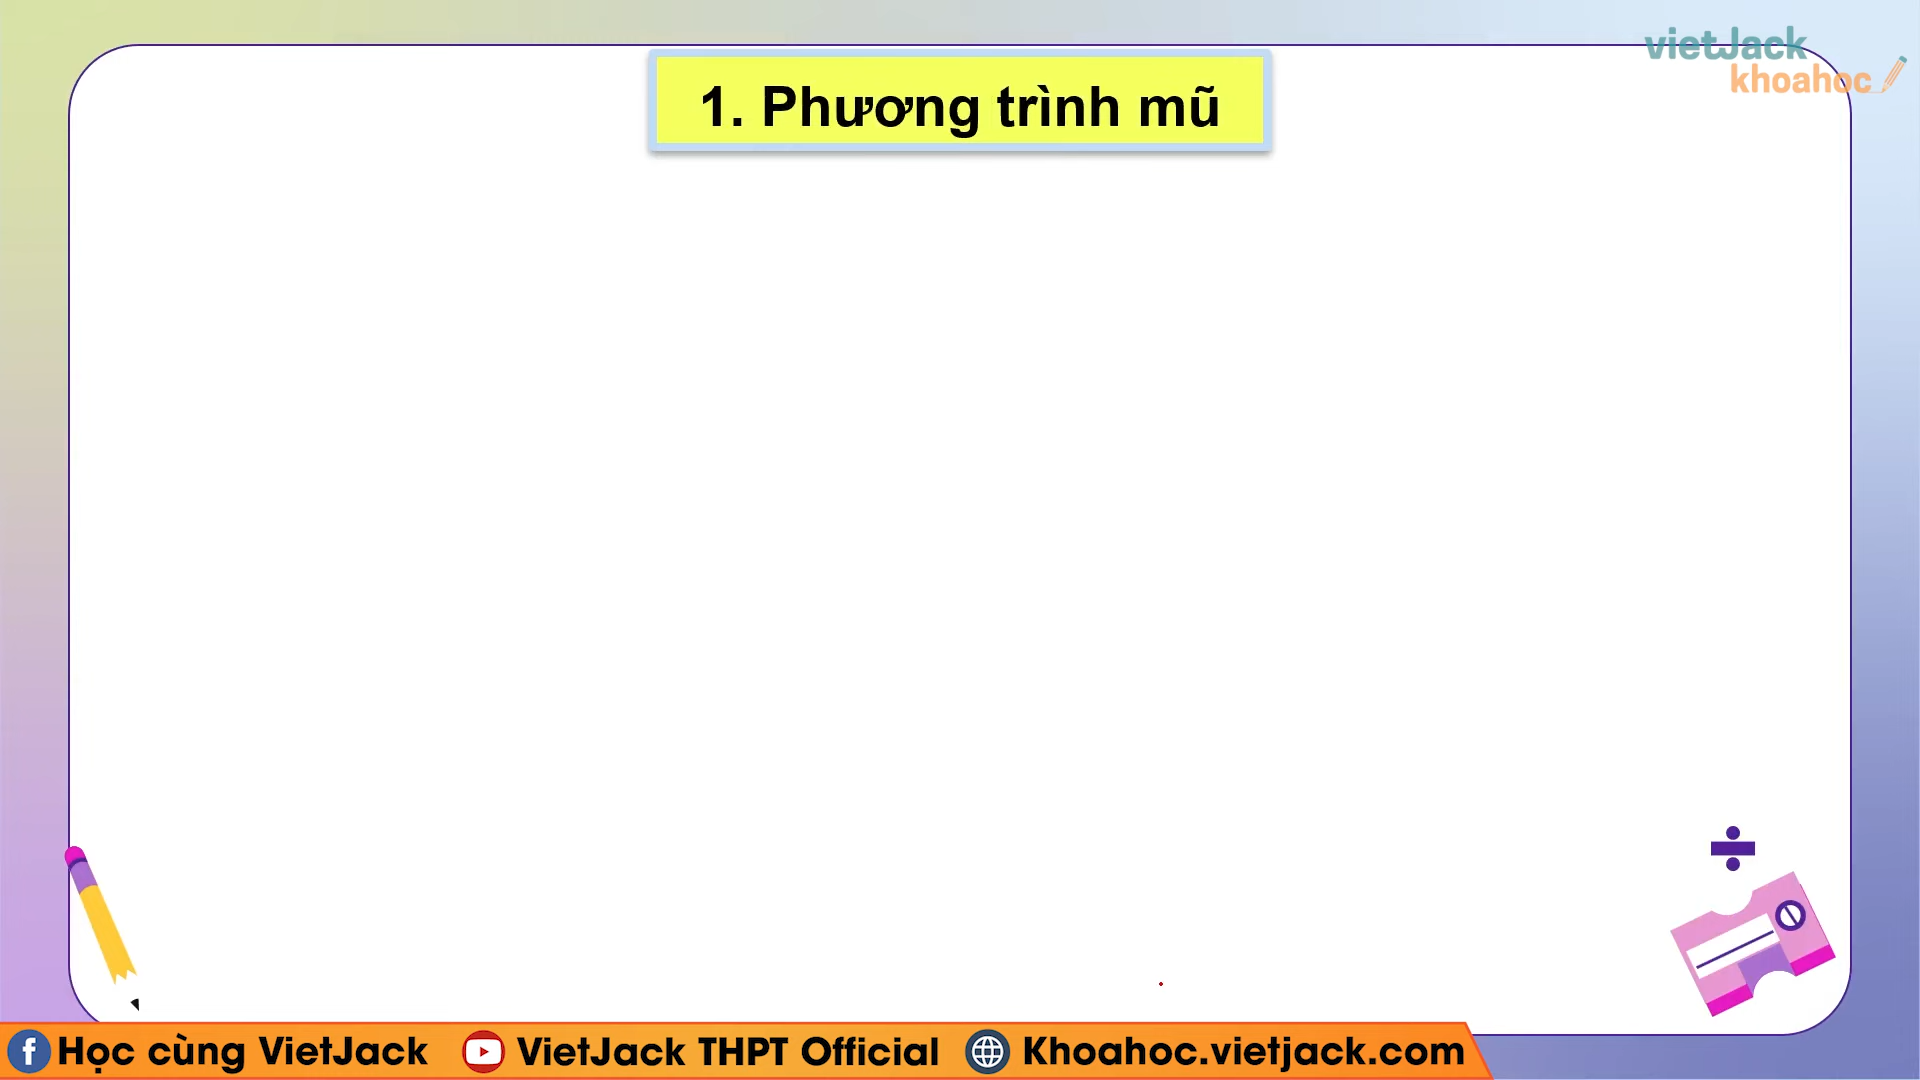 vietJack
khoahoc
1. Phương trình mũ
Học cùng VietJack
VietJack THPT Official
Khoahoc.vietjack.com